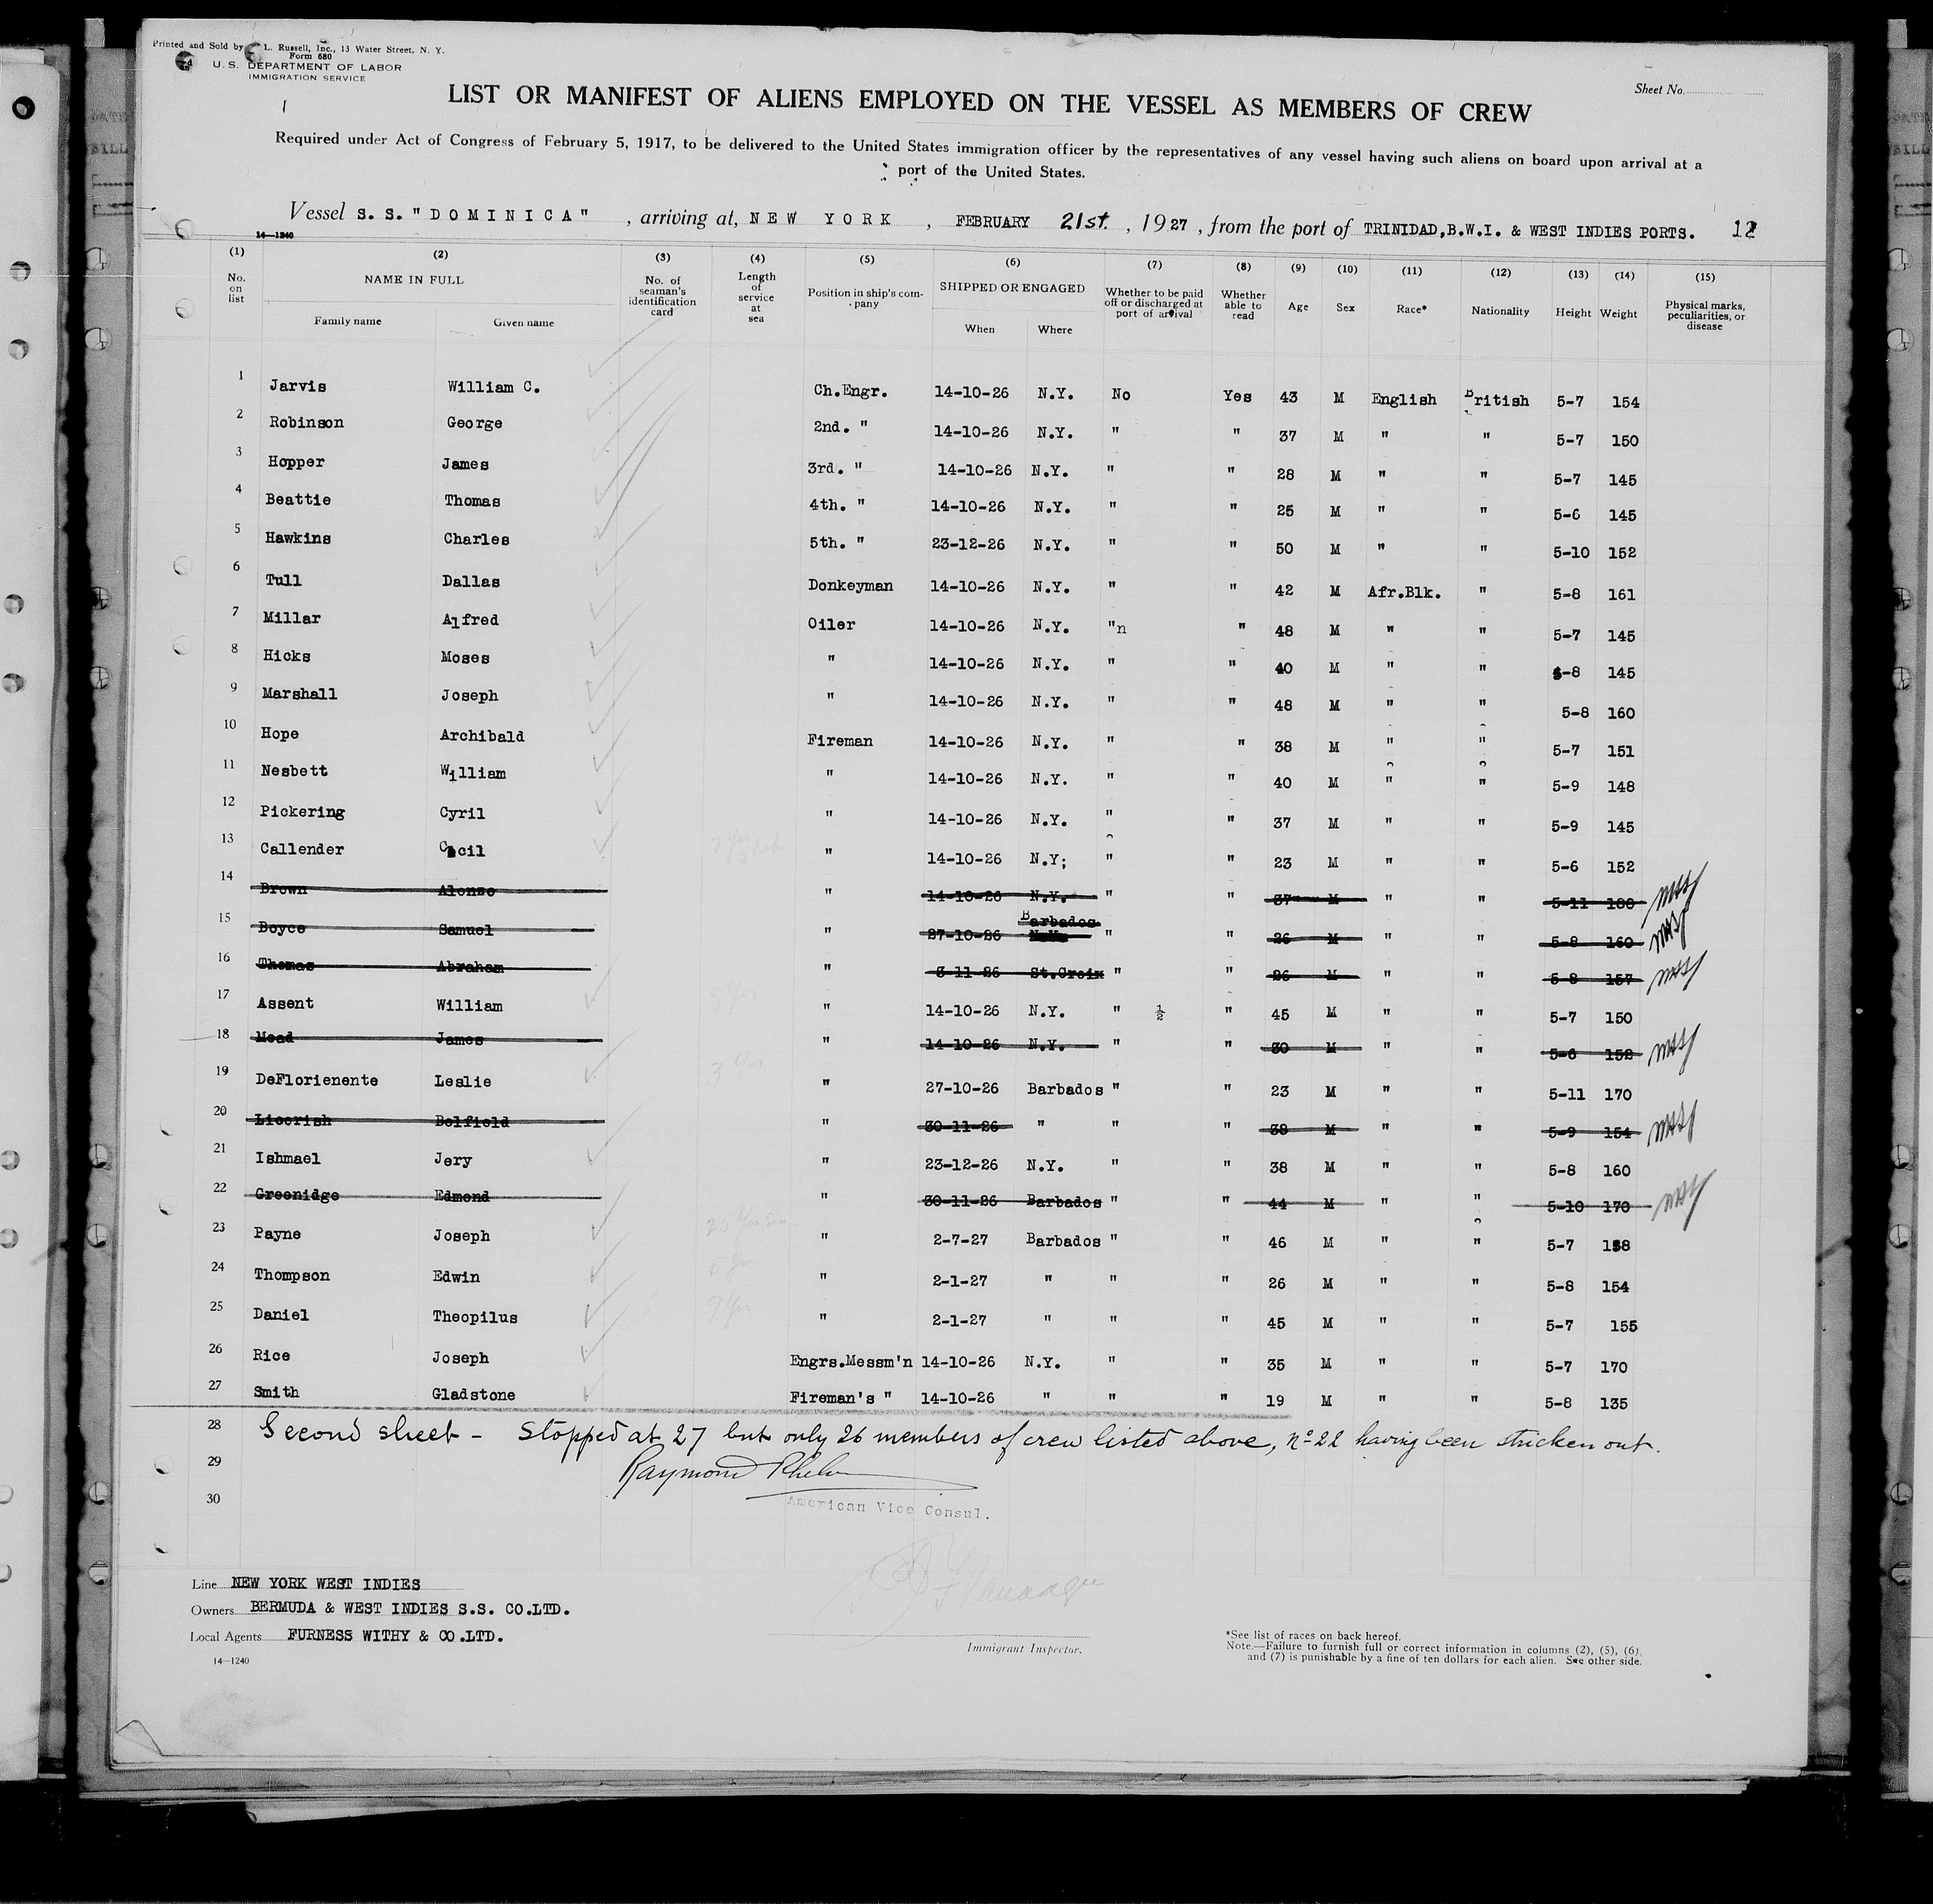 Printed and Sold by L. Russell, Inc., 13 Water Street, N. Y.
Form 680
U. S. DEPARTMENT OF LABOR
IMMIGRATION SERVICE
Sheet No.
LIST OR MANIFEST OF ALIENS EMPLOYED ON THE VESSEL AS MEMBERS OF CREW
Required under Act of Congress of February 5, 1917, to be delivered to the United States immigration officer by the representatives of any vessel having such aliens on board upon arrival at a
port of the United States.
Vessel S. S. "DOMINICA" , arriving at, NEW YORK , FEBRUARY 21st. , 1927 , from the port of TRINIDAD,B.W.I. & WEST INDIES PORTS. 12
14—1240
(1) (2) (3) (4) (5) (6) (7) (8) (9) (10) (11) (12) (13) (14) (15)
No. on list NAME IN FULL Family name Given name No. of seaman's identification card Length of service at sea Position in ship's company SHIPPED OR ENGAGED When Where Whether to be paid off or discharged at port of arrival Whether able to read Age Sex Race* Nationality Height Weight Physical marks, peculiarities, or disease
1 Jarvis William C. Ch.Engr. 14-10-26 N.Y. No Yes 43 M English British 5-7 154
2 Robinson George 2nd. " 14-10-26 N.Y. " " 37 M " " 5-7 150
3 Hopper James 3rd. " 14-10-26 N.Y. " " 28 M " " 5-7 145
4 Beattie Thomas 4th. " 14-10-26 N.Y. " " 25 M " " 5-6 145
5 Hawkins Charles 5th. " 23-12-26 N.Y. " " 50 M " " 5-10 152
6 Tull Dallas Donkeyman 14-10-26 N.Y. " " 42 M Afr.Blk. " 5-8 161
7 Millar Alfred Oiler 14-10-26 N.Y. "n " 48 M " " 5-7 145
8 Hicks Moses " 14-10-26 N.Y. " " 40 M " " 5-8 145
9 Marshall Joseph " 14-10-26 N.Y. " " 48 M " " 5-8 160
10 Hope Archibald Fireman 14-10-26 N.Y. " " 38 M " " 5-7 151
11 Nesbett William " 14-10-26 N.Y. " " 40 M " " 5-9 148
12 Pickering Cyril " 14-10-26 N.Y. " " 37 M " " 5-9 145
13 Callender Cecil " 14-10-26 N.Y; " " 23 M " " 5-6 152
14 Brown Alonzo " 14-10-26 N.Y. " " 37 M " " 5-11 180
15 Boyce Samuel " 27-10-26 Barbados " " 26 M " " 5-8 160
16 Thomas Abraham " 3-11-26 St.Croix " " 26 M " " 5-8 157
17 Assent William 5 Yrs " 14-10-26 N.Y. " ½ " 45 M " " 5-7 150
18 Mead James " 14-10-26 N.Y. " " 30 M " " 5-6 152
19 DeFlorienente Leslie 3 Yrs " 27-10-26 Barbados " " 23 M " " 5-11 170
20 Licorish Belfield " 30-11-26 " " " 38 M " " 5-9 154
21 Ishmael Jery " 23-12-26 N.Y. " " 38 M " " 5-8 160
22 Greenidge Edmond " 30-11-26 Barbados " " 44 M " " 5-10 170
23 Payne Joseph 25 Yrs " 2-7-27 Barbados " " 46 M " " 5-7 158
24 Thompson Edwin 6 Yrs " 2-1-27 " " " 26 M " " 5-8 154
25 Daniel Theopilus 9 Yrs " 2-1-27 " " " 45 M " " 5-7 155
26 Rice Joseph Engrs.Messm'n 14-10-26 N.Y. " " 35 M " " 5-7 170
27 Smith Gladstone Fireman's " 14-10-26 " " " 19 M " " 5-8 135
28 Second sheet - Stopped at 27 but only 26 members of crew listed above, No 22 having been stricken out.
29 Raymond Phelan
30
American Vice Consul.
Line NEW YORK WEST INDIES
Owners BERMUDA & WEST INDIES S.S. CO.LTD.
Local Agents FURNESS WITHY & CO.LTD.
14—1240
Immigrant Inspector.
*See list of races on back hereof.
Note.—Failure to furnish full or correct information in columns (2), (5), (6),
and (7) is punishable by a fine of ten dollars for each alien. See other side.